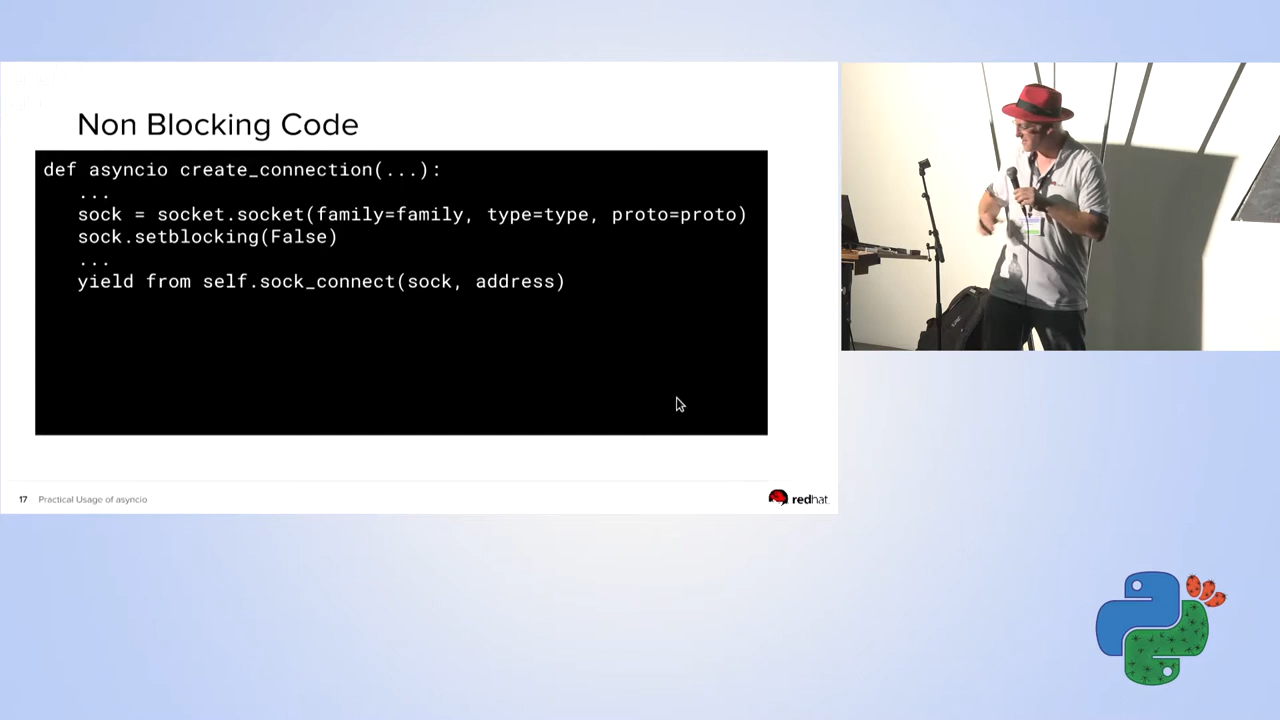 Non Blocking Code
def asyncio create_connection(...):
...
sock = socket.socket(family=family, type=type, proto=proto)
sock.setblocking(False)
...
yield from self.sock_connect(sock, address)
17 Practical Usage of asyncio
redhat.